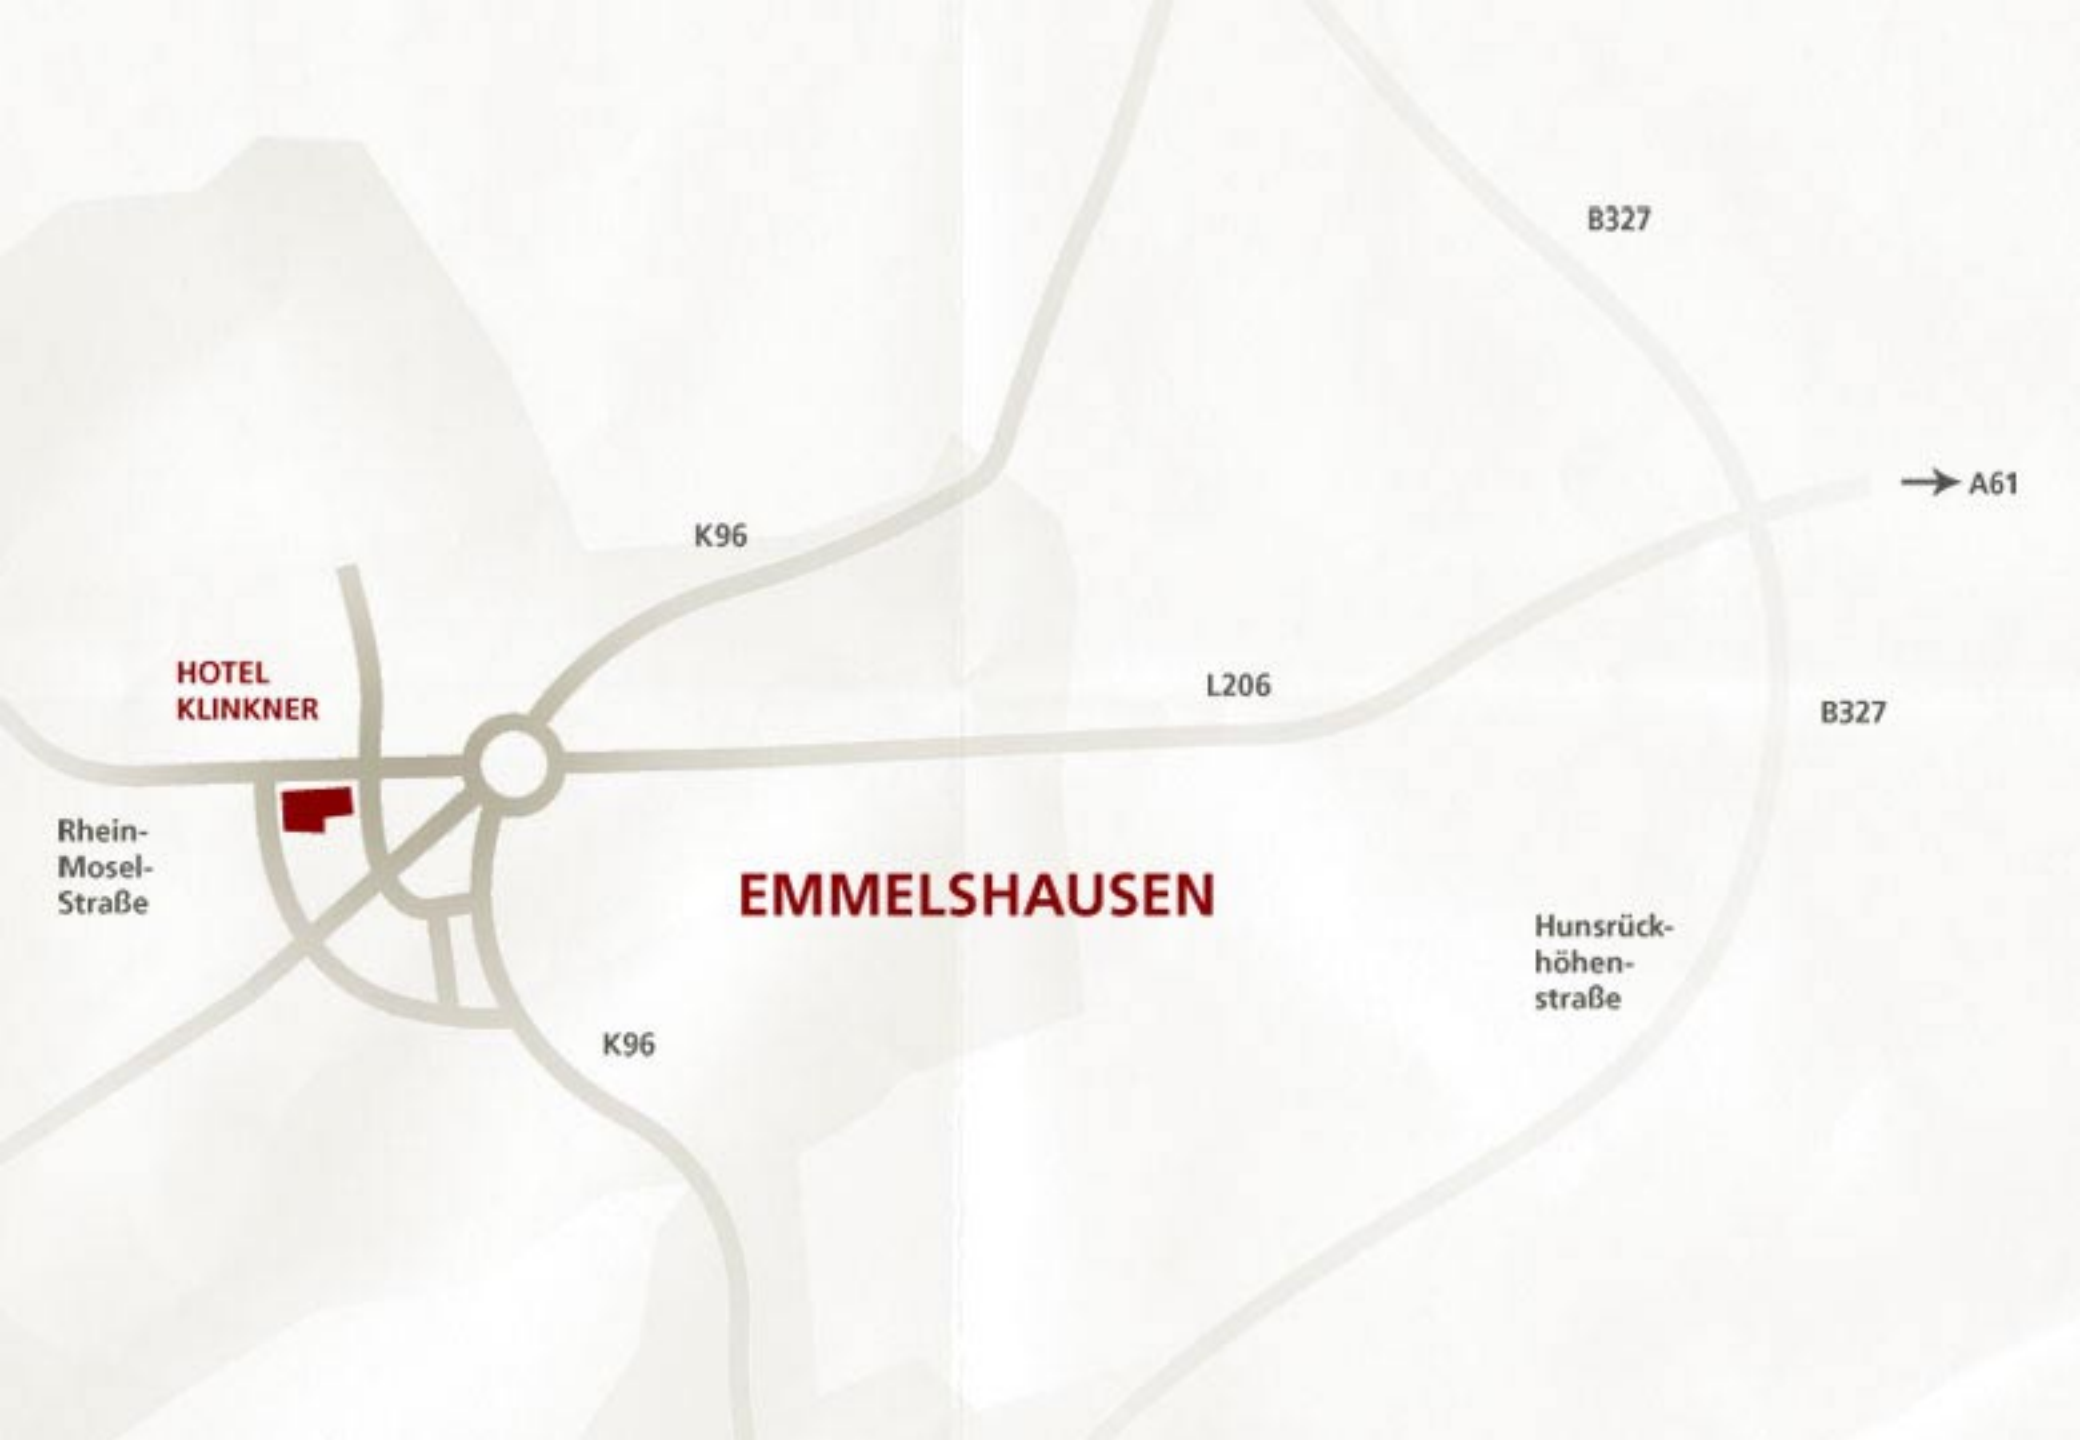 B327
A61
K96
HOTEL
KLINKNER
L206
B327
Rhein-
Mosel-
Straße
EMMELSHAUSEN
Hunsrück-
höhen-
straße
K96